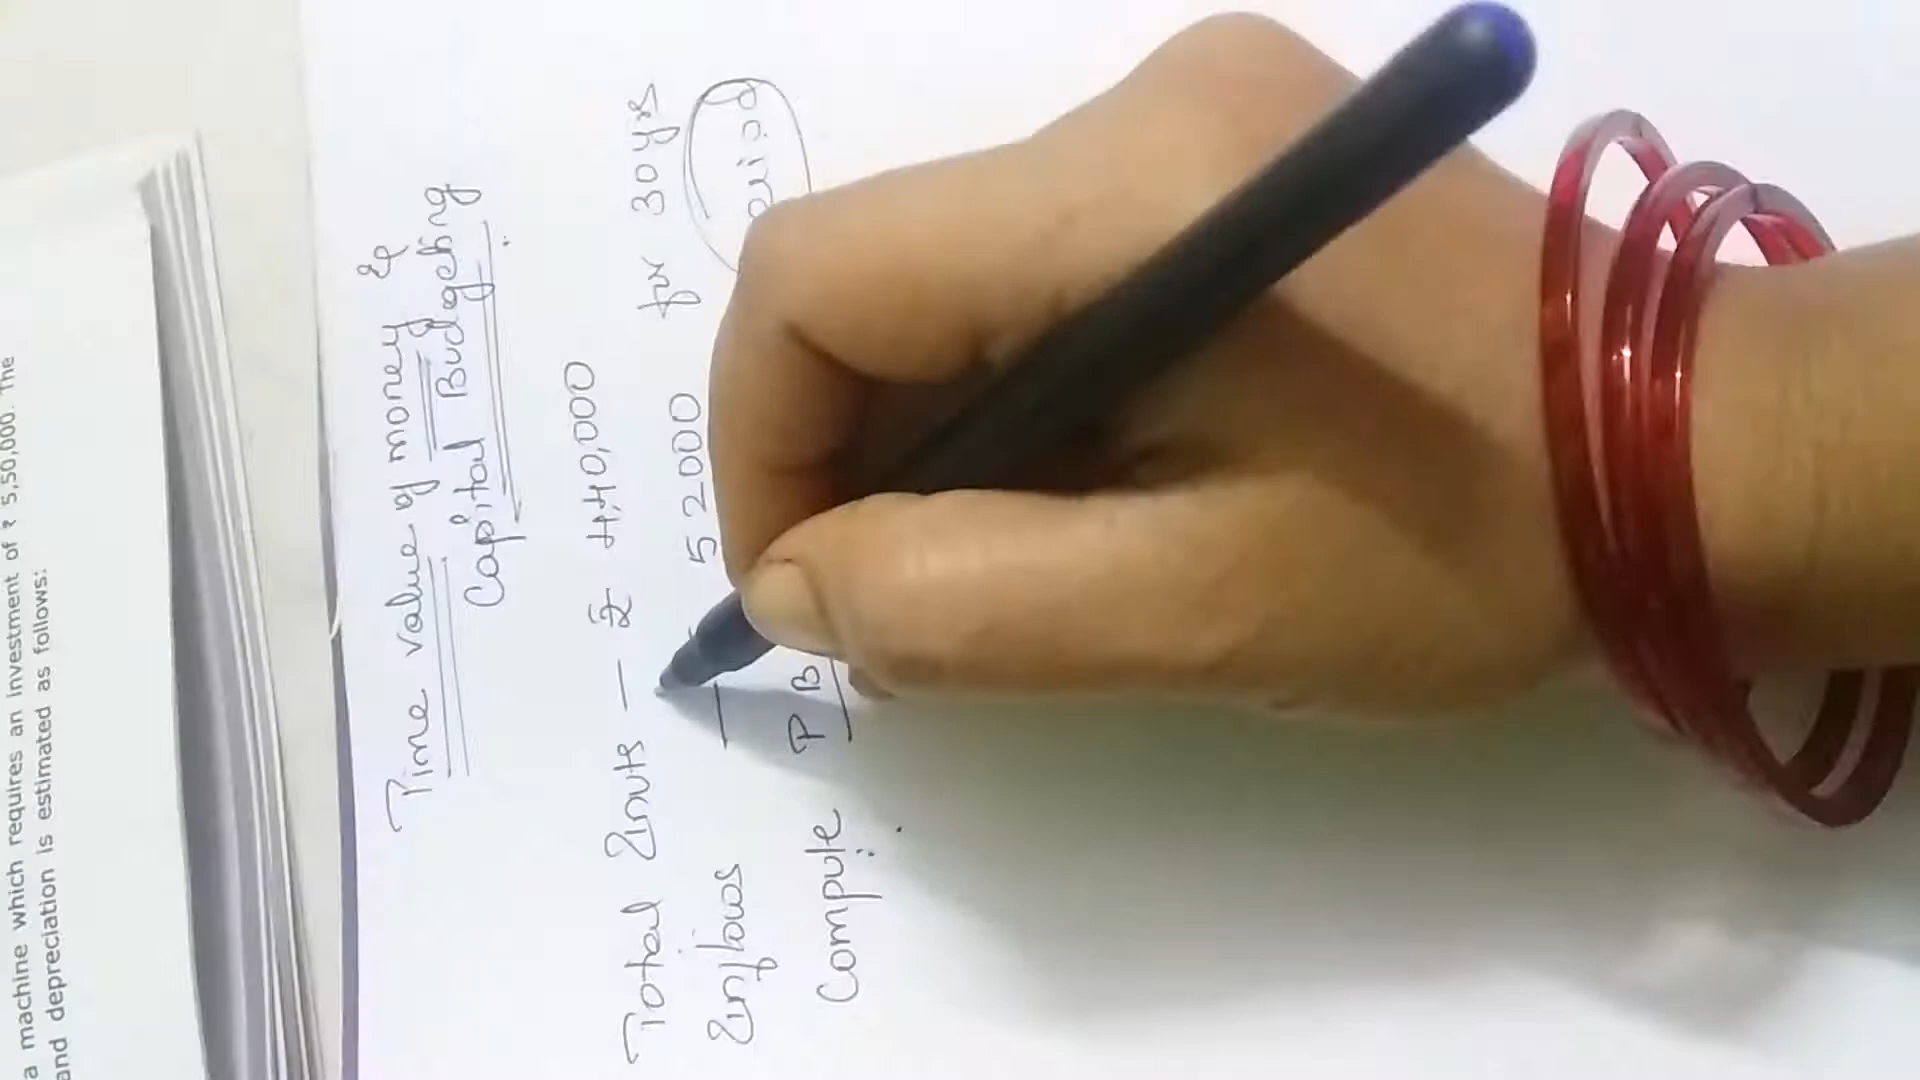 a machine which requires an investment of ₹ 5,50,000. The
and depreciation is estimated as follows:
Time value of money &
Capital Budgeting
Total Invts — ₹ 4,40,000
Inflows — 52000 for 30 yrs
Compute P B